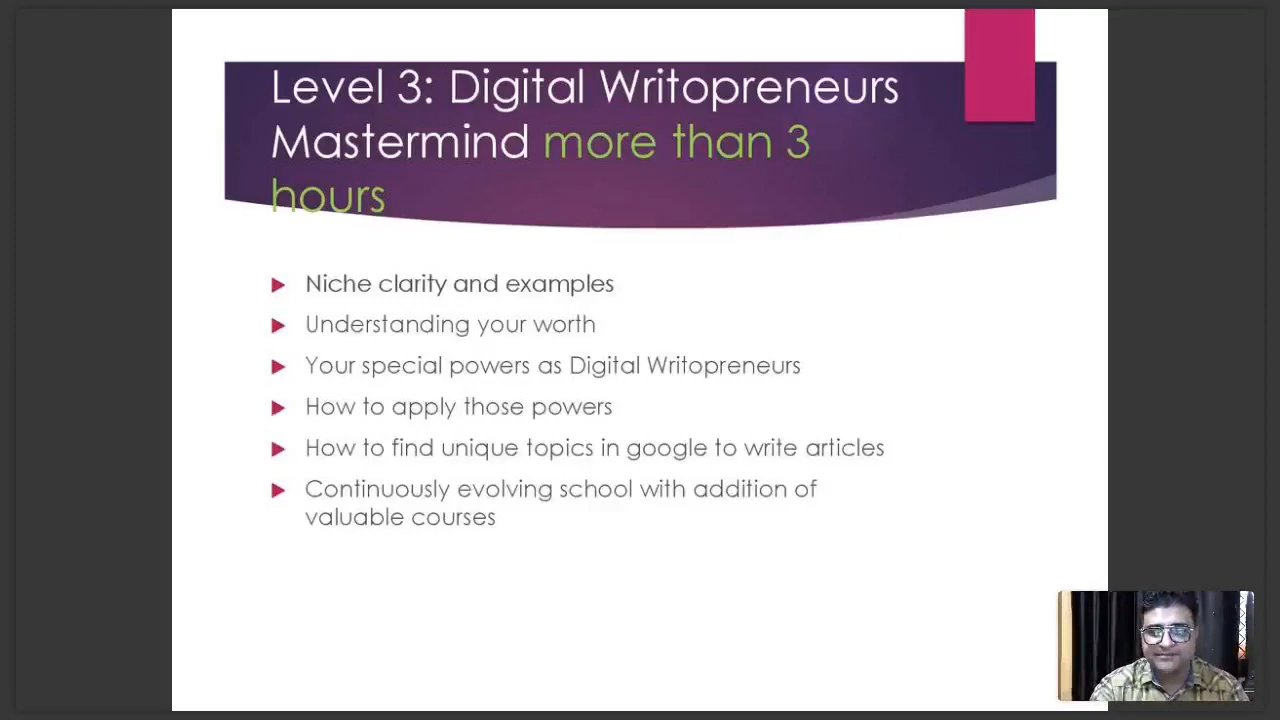 Level 3: Digital Writopreneurs
Mastermind more than 3
hours
Niche clarity and examples
Understanding your worth
Your special powers as Digital Writopreneurs
How to apply those powers
How to find unique topics in google to write articles
Continuously evolving school with addition of
valuable courses